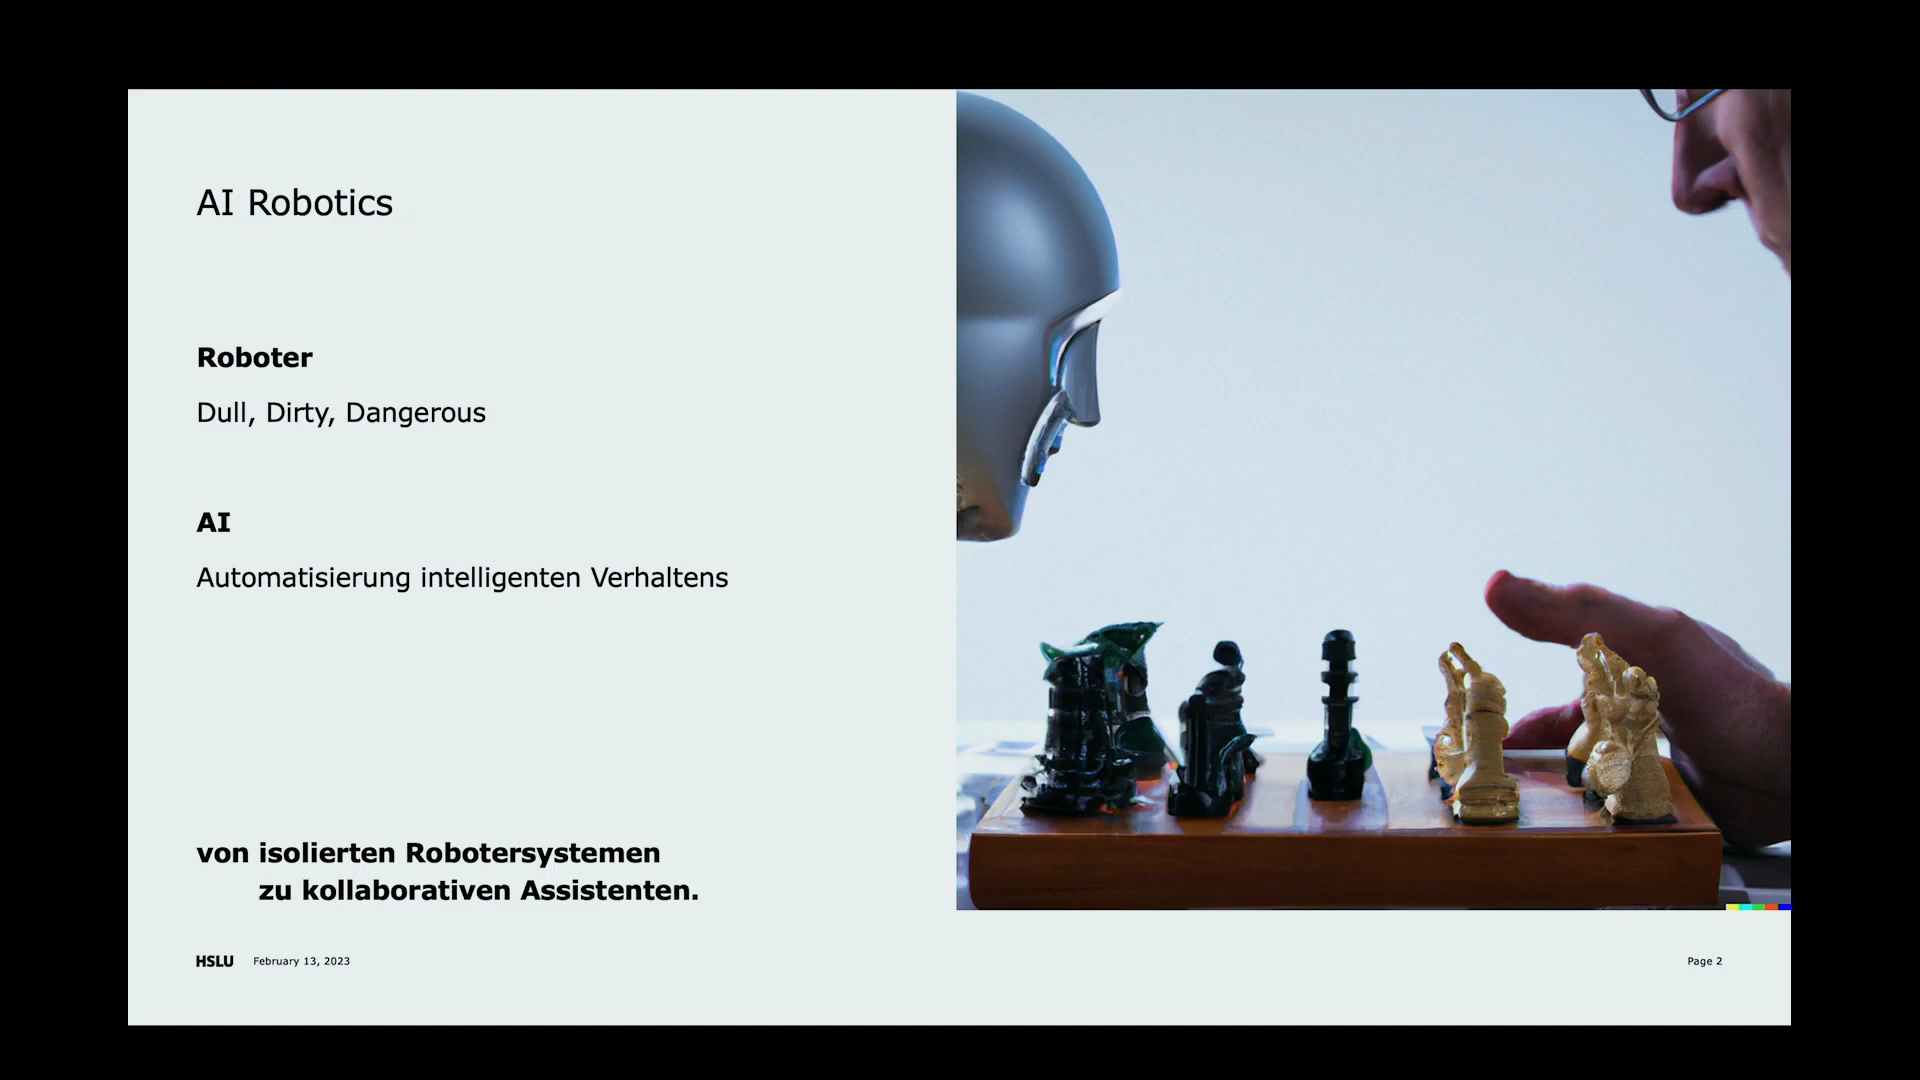 AI Robotics
Roboter
Dull, Dirty, Dangerous
AI
Automatisierung intelligenten Verhaltens
von isolierten Robotersystemen
zu kollaborativen Assistenten.
HSLU February 13, 2023
Page 2